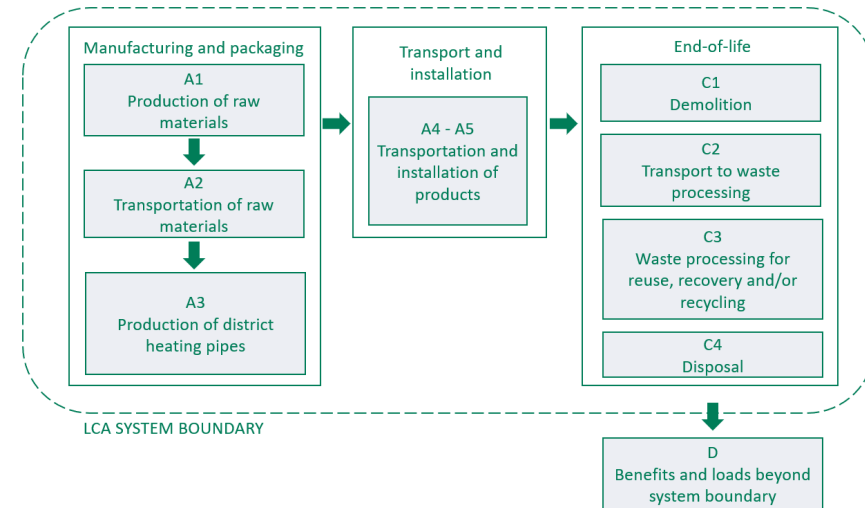 Manufacturing and packaging
A1
Production of raw
materials
A2
Transportation of raw
materials
A3
Production of district
heating pipes
Transport and
installation
A4 - A5
Transportation and
installation of
products
End-of-life
C1
Demolition
C2
Transport to waste
processing
C3
Waste processing for
reuse, recovery and/or
recycling
C4
Disposal
LCA SYSTEM BOUNDARY
D
Benefits and loads beyond
system boundary